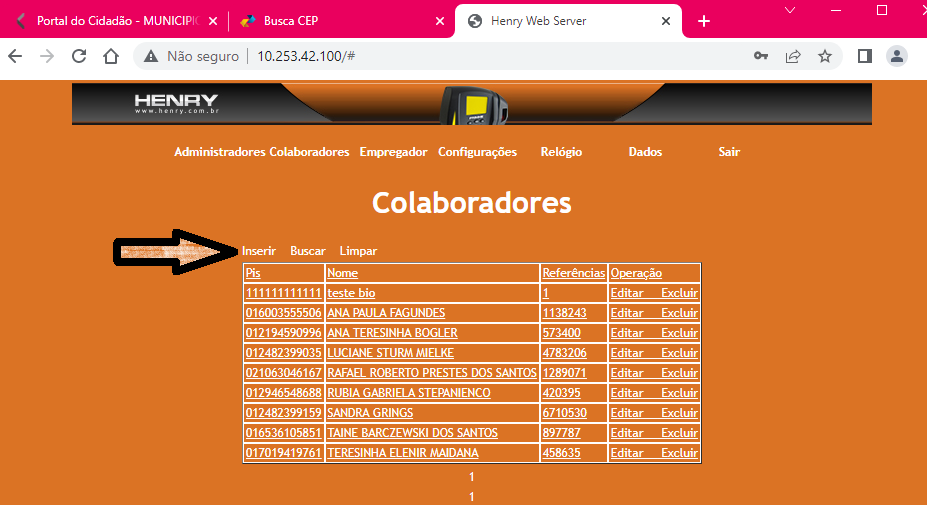 Portal do Cidadão - MUNICIPIO
Busca CEP
Henry Web Server
Não seguro
10.253.42.100/#
HENRY
www.henry.com.br
Administradores Colaboradores Empregador Configurações Relógio Dados Sair
Colaboradores
Inserir Buscar Limpar
Pis Nome Referências Operação
111111111111 teste bio 1 Editar Excluir
016003555506 ANA PAULA FAGUNDES 1138243 Editar Excluir
012194590996 ANA TERESINHA BOGLER 573400 Editar Excluir
012482399035 LUCIANE STURM MIELKE 4783206 Editar Excluir
021063046167 RAFAEL ROBERTO PRESTES DOS SANTOS 1289071 Editar Excluir
012946548688 RUBIA GABRIELA STEPANIENCO 420395 Editar Excluir
012482399159 SANDRA GRINGS 6710530 Editar Excluir
016536105851 TAINE BARCZEWSKI DOS SANTOS 897787 Editar Excluir
017019419761 TERESINHA ELENIR MAIDANA 458635 Editar Excluir
1
1